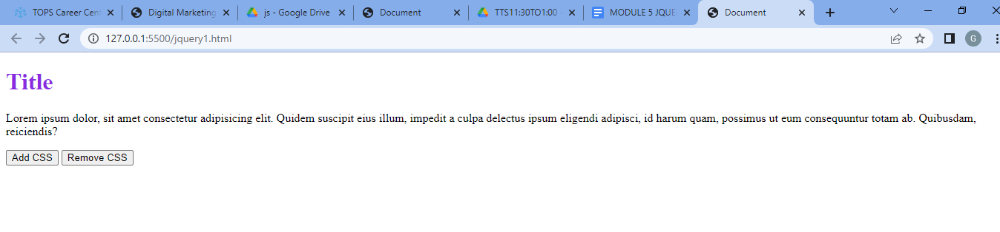 TOPS Career Cent
Digital Marketing
js - Google Drive
Document
TTS11:30TO1:00 -
MODULE 5 JQUE
Document
127.0.0.1:5500/jquery1.html
G
Title
Lorem ipsum dolor, sit amet consectetur adipisicing elit. Quidem suscipit eius illum, impedit a culpa delectus ipsum eligendi adipisci, id harum quam, possimus ut eum consequuntur totam ab. Quibusdam,
reiciendis?
Add CSS Remove CSS